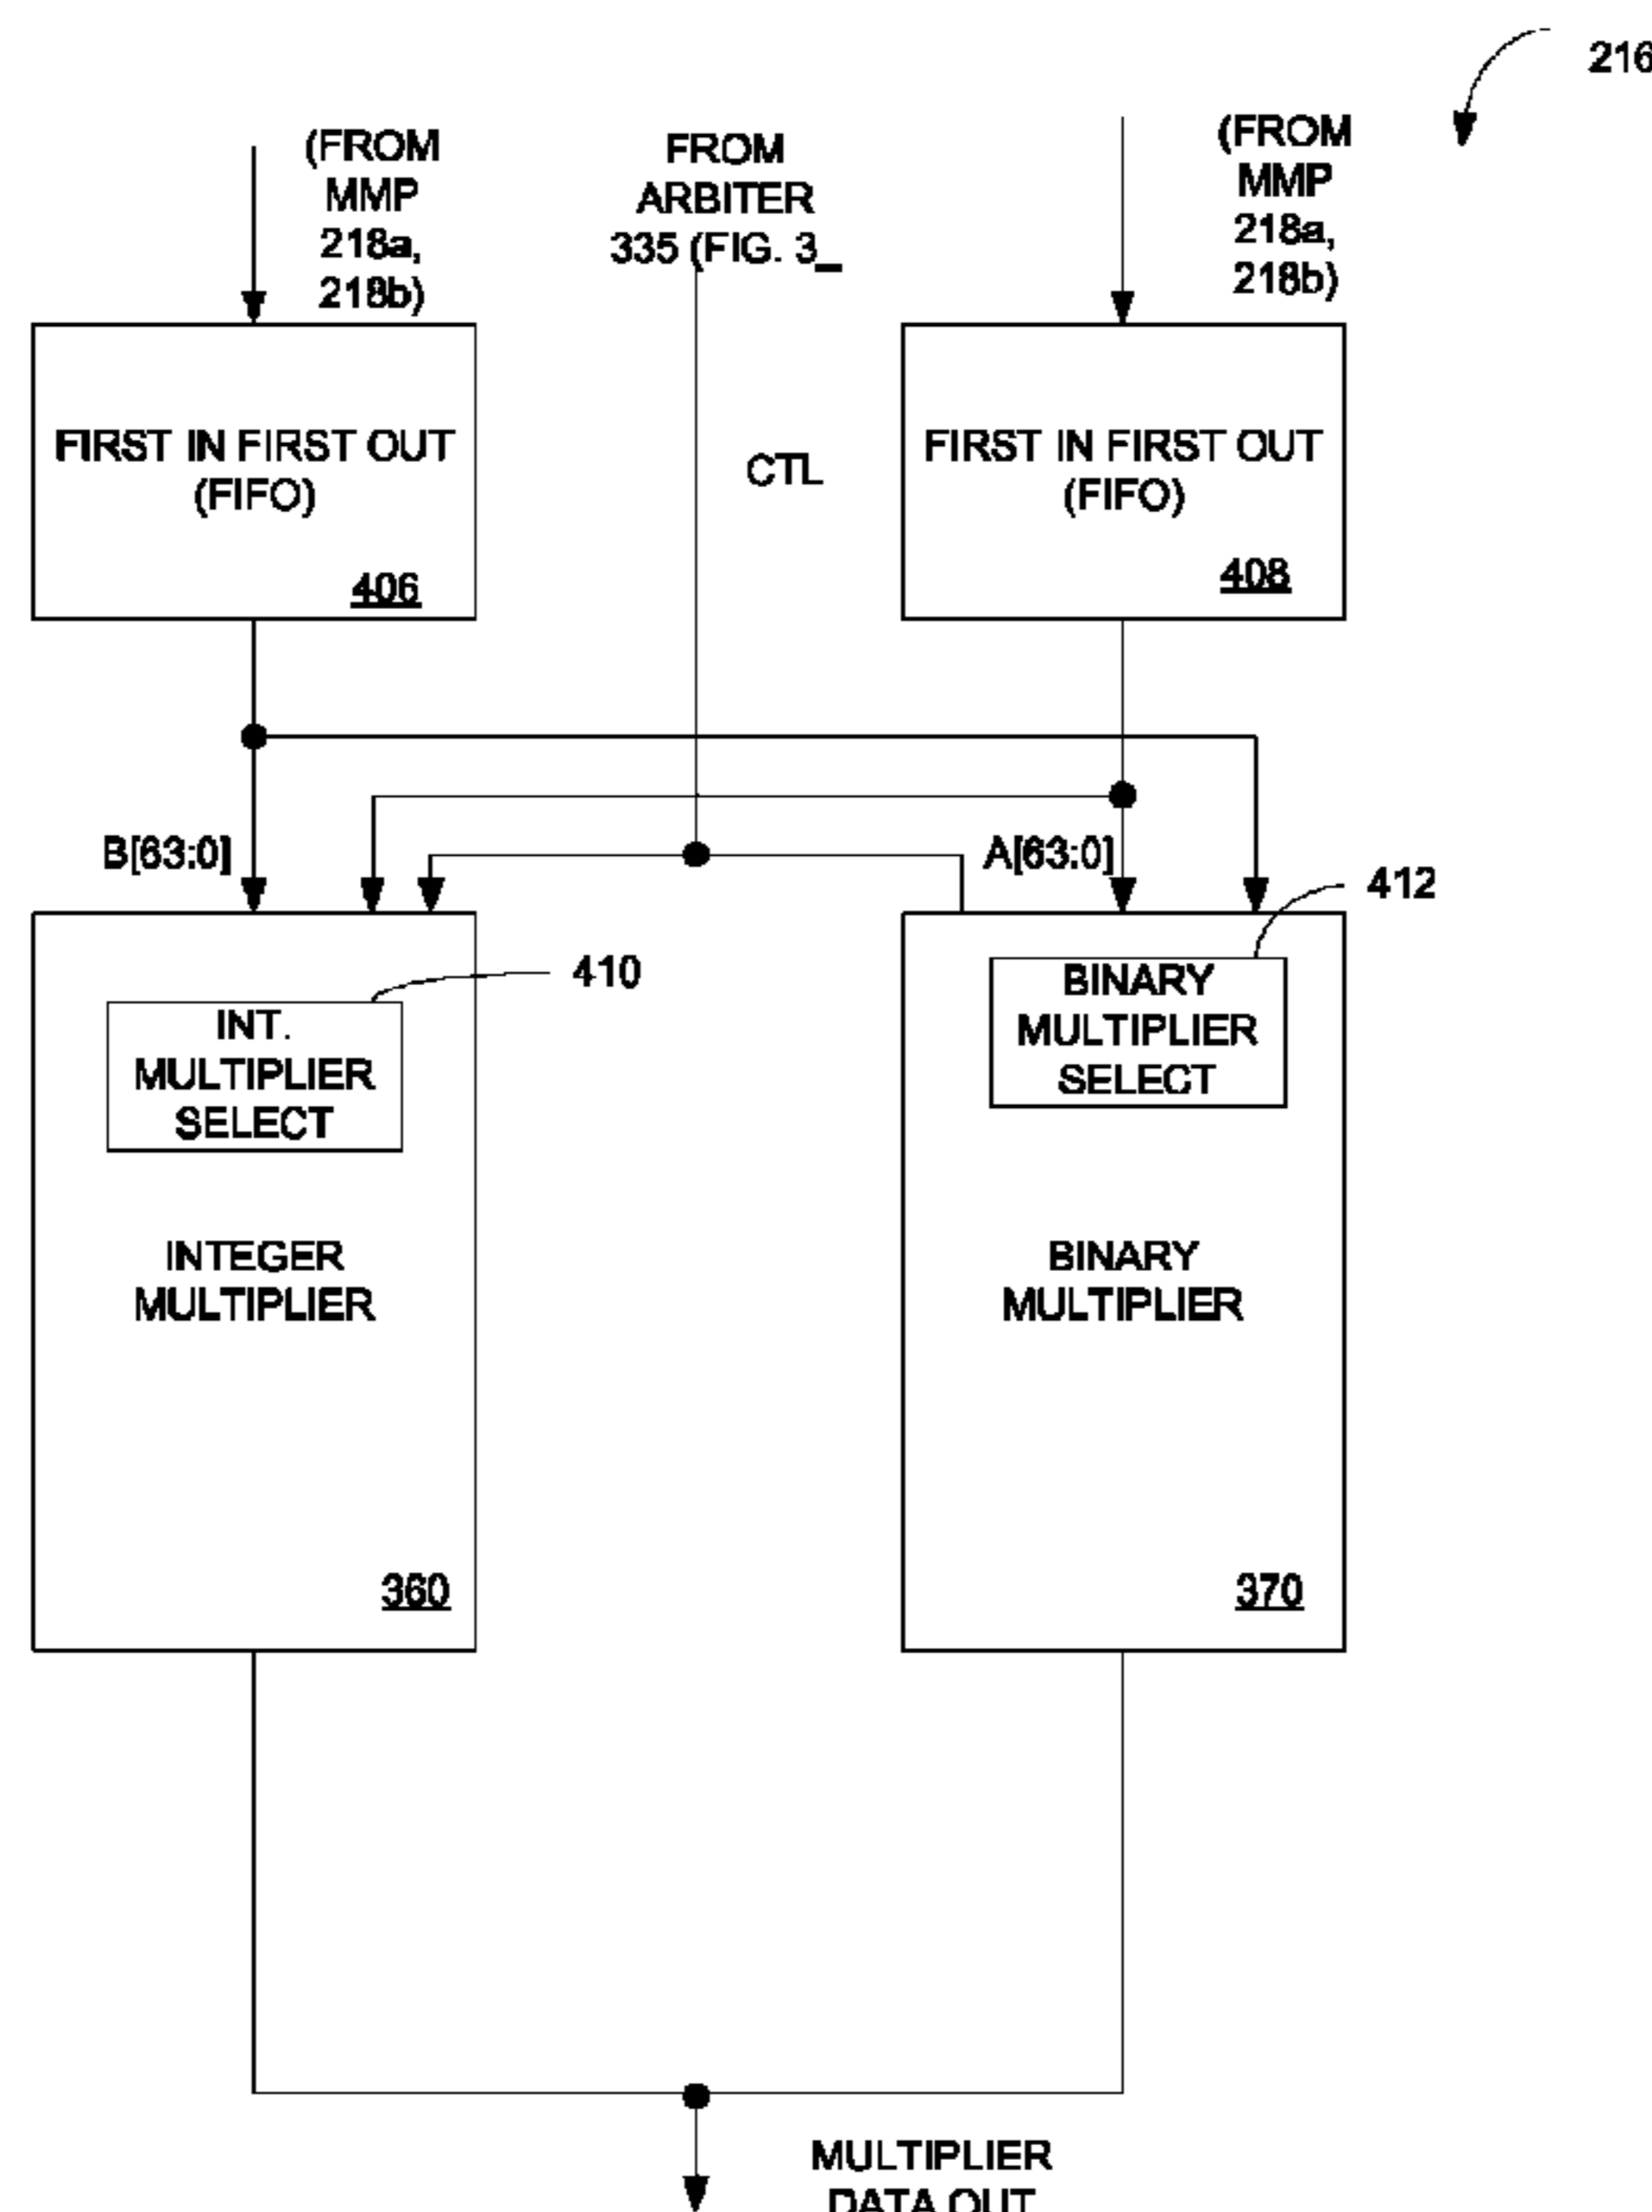 216
(FROM
MMP
218a,
218b)
FROM
ARBITER
335 (FIG. 3_
(FROM
MMP
218a,
218b)
FIRST IN FIRST OUT
(FIFO)
406
CTL
FIRST IN FIRST OUT
(FIFO)
408
B[63:0]
A[63:0]
412
410
INT.
MULTIPLIER
SELECT
BINARY
MULTIPLIER
SELECT
INTEGER
MULTIPLIER
360
BINARY
MULTIPLIER
370
MULTIPLIER
DATA OUT